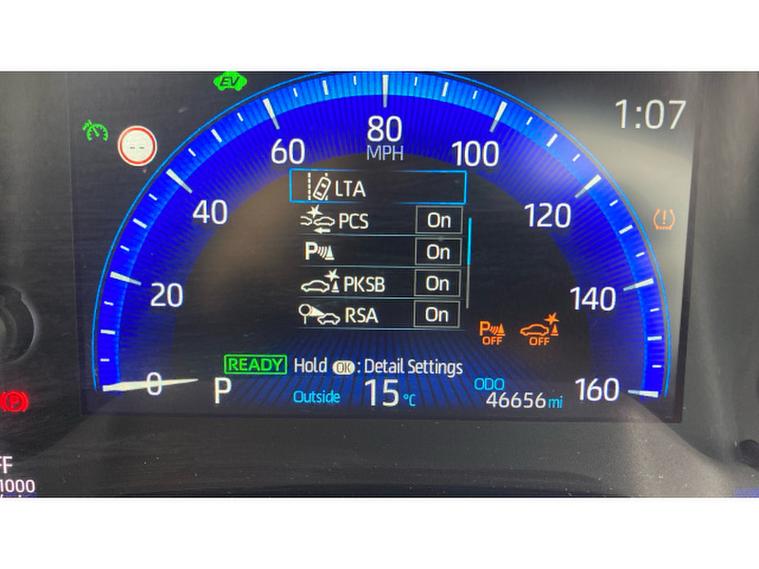 EV
1:07
80
MPH
60
100
LTA
40
PCS On
120
P On
20
PKSB On
140
RSA On
P OFF
OFF
READY Hold OK : Detail Settings
0
P
Outside 15°C
ODO
46656 mi
160
P
FF
1000